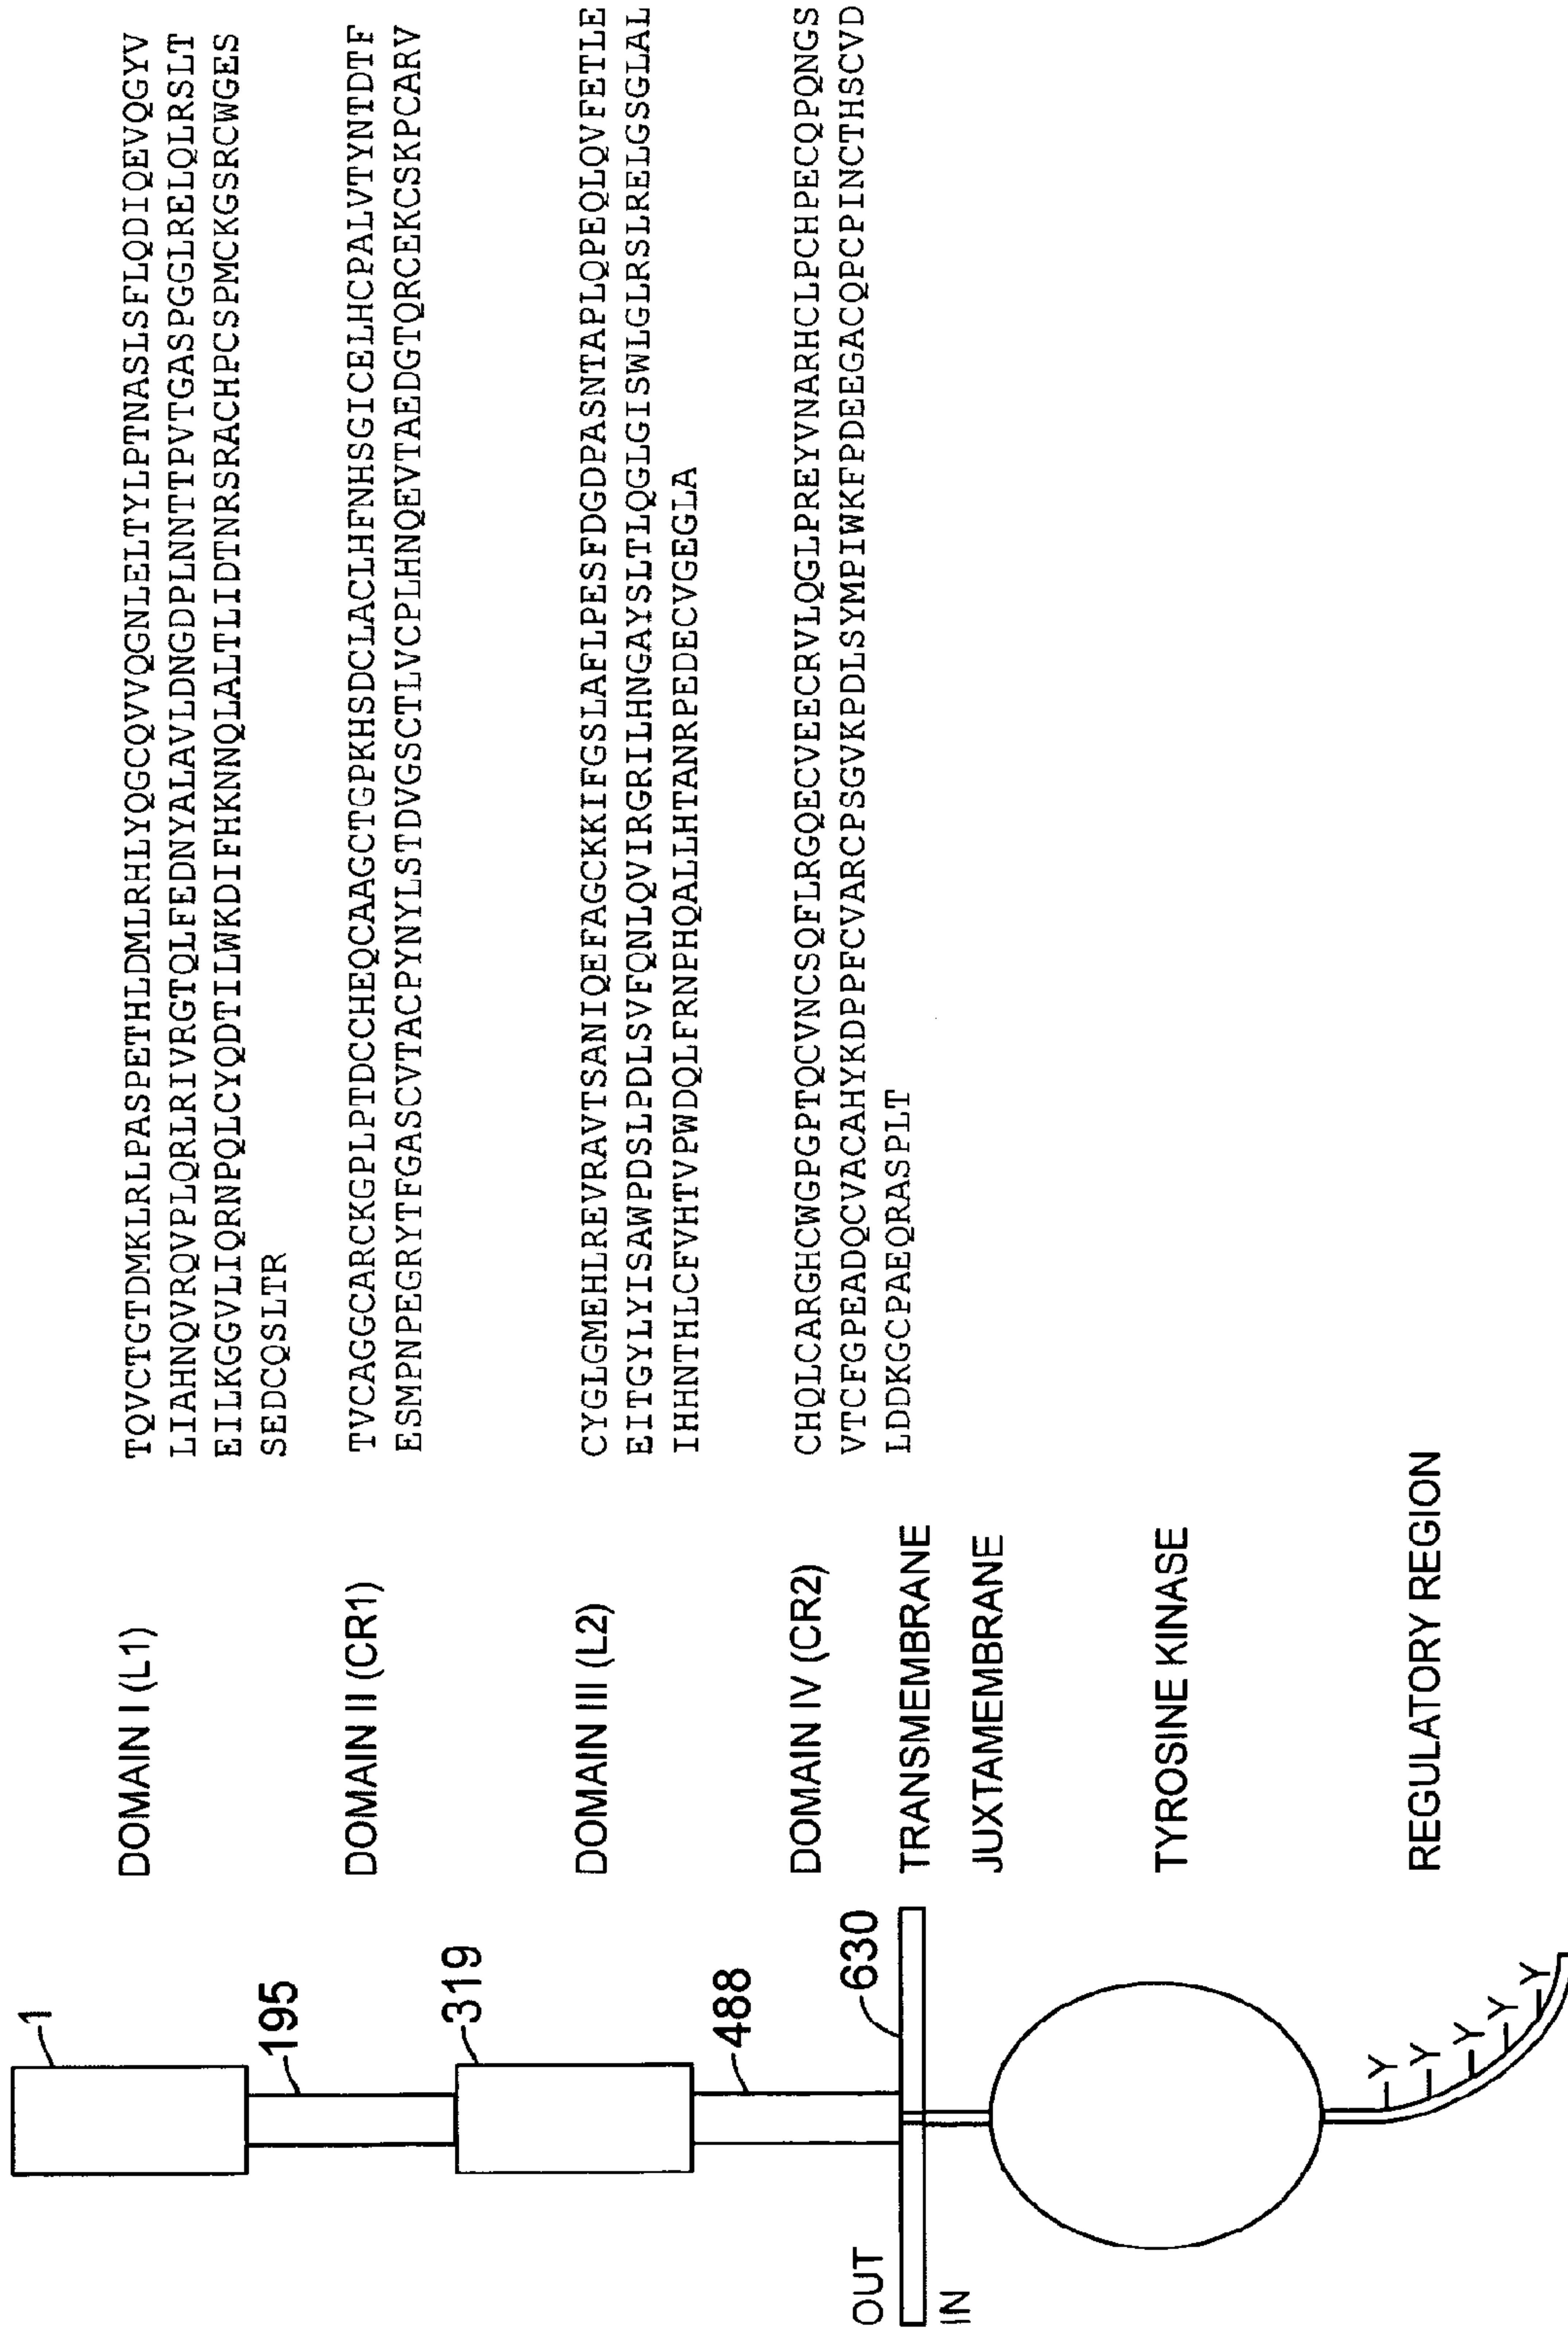 1
DOMAIN I (L1)
TQVCTGTDMKLRLPASPETHLDMLRHLYQGCQVVQGNLELTYLPTNASLSFLQDIQEVQGYV
LIAHNQVRQVPLQRLRIVRGTQLFEDNYALAVLDNGDPLNNTTPVTGASPGGLRELQLRSLT
EILKGGVLIQRNPQLCYQDTILWKDIFHKNNQLALTLIDTNRSRACHPCSPMCKGSRCWGES
SEDCQSLTR
195
DOMAIN II (CR1)
TVCAGGCARCKGPLPTDCCHEQCAAGCTGPKHSDCLACLHFNHSGICELHCPALVTYNTDTF
ESMPNPEGRYTFGASCVTACPYNYLSTDVGSCTLVCPLHNQEVTAEDGTQRCEKCSKPCARV
319
DOMAIN III (L2)
CYGLGMEHLREVRAVTSANIQEFAGCKKIFGSLAFLPESFDGDPASNTAPLQPEQLQVFETLE
EITGYLYISAWPDSLPDLSVFQNLQVIRGRILHNGAYSLTLQGLGISWLGLRSLRELGSGLAL
IHHNTHLCFVHTVPWDQLFRNPHQALLHTANRPEDECVGEGLA
488
DOMAIN IV (CR2)
CHQLCARGHCWGPGPTQCVNCSQFLRGQECVEECRVLQGLPREYVNARHCLPCHPECQPQNGS
VTCFGPEADQCVACAHYKDPPFCVARCPSGVKPDLSYMPIWKFPDEEGACQPCPINCTHSCVD
LDDKGCPAEQRASPLT
630
OUT
TRANSMEMBRANE
IN
JUXTAMEMBRANE
TYROSINE KINASE
REGULATORY REGION
Y
Y
Y
Y
Y